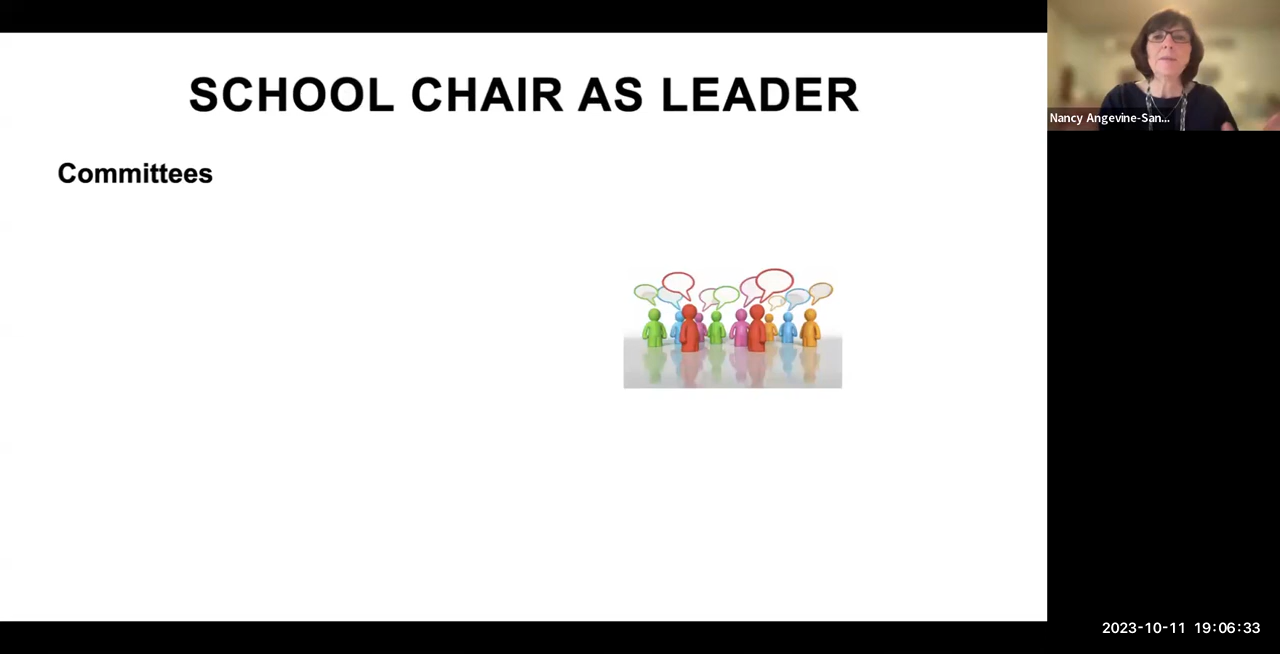 SCHOOL CHAIR AS LEADER
Committees
Nancy Angevine-San...
2023-10-11 19:06:33